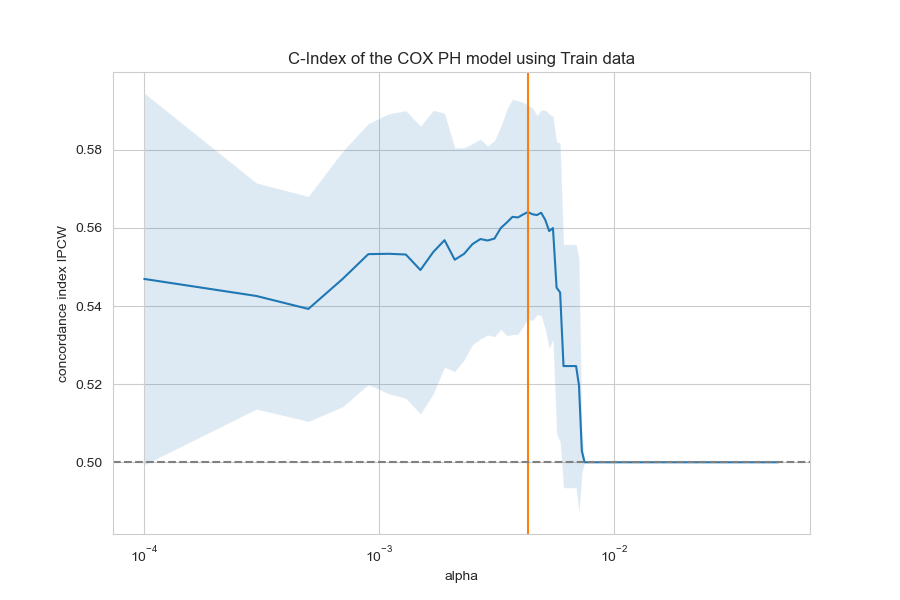 C-Index of the COX PH model using Train data
concordance index IPCW
0.58
0.56
0.54
0.52
0.50
10⁻⁴
10⁻³
10⁻²
alpha